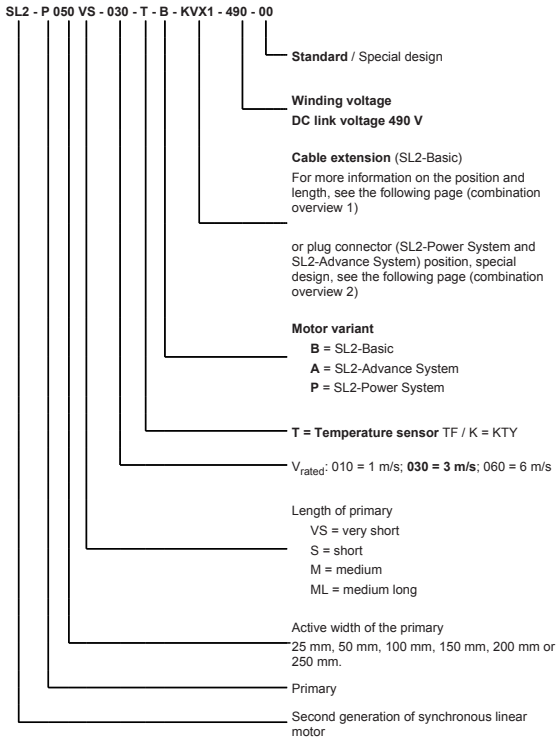 SL2 - P 050 VS - 030 - T - B - KVX1 - 490 - 00
Standard / Special design
Winding voltage
DC link voltage 490 V
Cable extension (SL2-Basic)
For more information on the position and
length, see the following page (combination
overview 1)
or plug connector (SL2-Power System and
SL2-Advance System) position, special
design, see the following page (combination
overview 2)
Motor variant
B = SL2-Basic
A = SL2-Advance System
P = SL2-Power System
T = Temperature sensor TF / K = KTY
Vrated: 010 = 1 m/s; 030 = 3 m/s; 060 = 6 m/s
Length of primary
VS = very short
S = short
M = medium
ML = medium long
Active width of the primary
25 mm, 50 mm, 100 mm, 150 mm, 200 mm or
250 mm.
Primary
Second generation of synchronous linear
motor